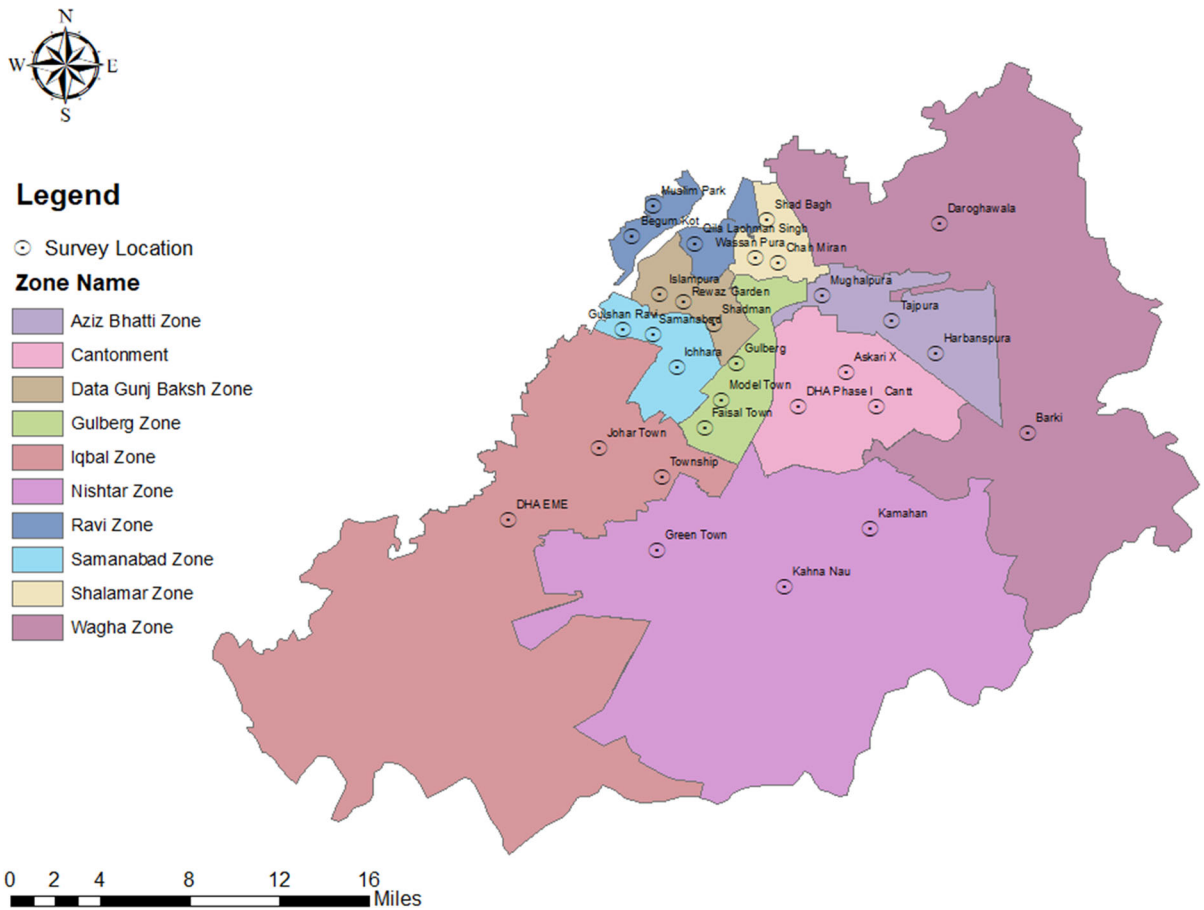 N
W E
S
Legend
Survey Location
Zone Name
Aziz Bhatti Zone
Cantonment
Data Gunj Baksh Zone
Gulberg Zone
Iqbal Zone
Nishtar Zone
Ravi Zone
Samanabad Zone
Shalamar Zone
Wagha Zone
Muslim Park
Begum Kot
Shad Bagh
Qila Lachman Singh
Wassan Pura
Chah Miran
Daroghawala
Islampura
Rewaz Garden
Mughalpura
Shadman
Gulshan Ravi
Samanabad
Tajpura
Harbanspura
Ichhara
Gulberg
Askari X
Model Town
DHA Phase I
Cantt
Faisal Town
Barki
Johar Town
Township
DHA EME
Green Town
Kamahan
Kahna Nau
0 2 4 8 12 16
Miles